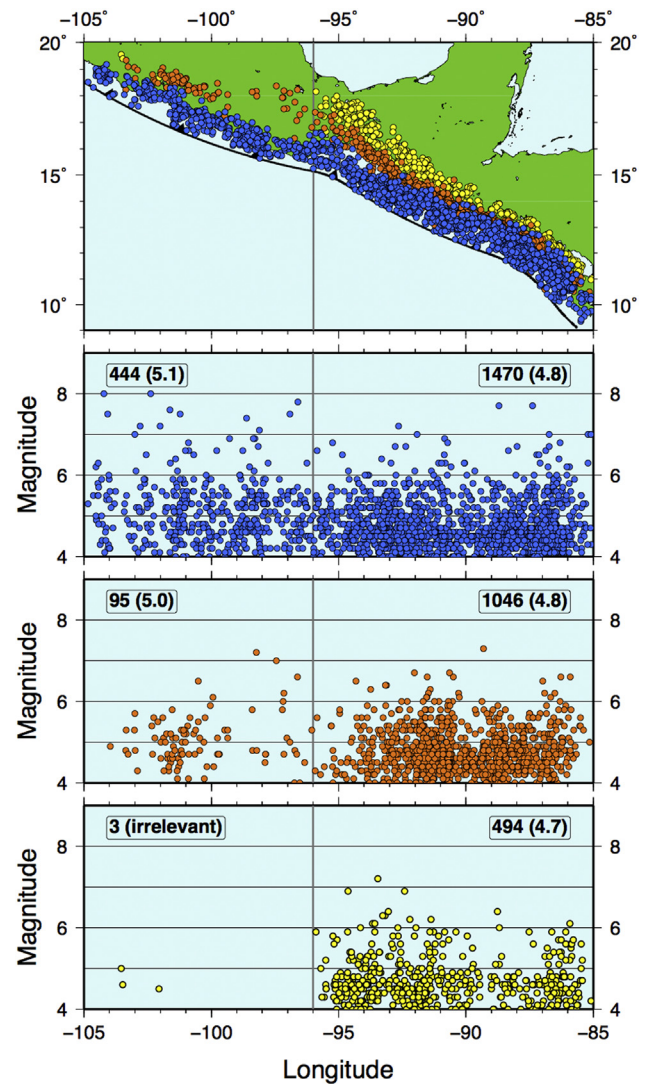 −105° −100° −95° −90° −85°
20° 20°
15° 15°
10° 10°
444 (5.1) 1470 (4.8)
8 8
6 6
4 4
Magnitude
95 (5.0) 1046 (4.8)
8 8
6 6
4 4
Magnitude
3 (irrelevant) 494 (4.7)
8 8
6 6
4 4
Magnitude
−105 −100 −95 −90 −85
Longitude